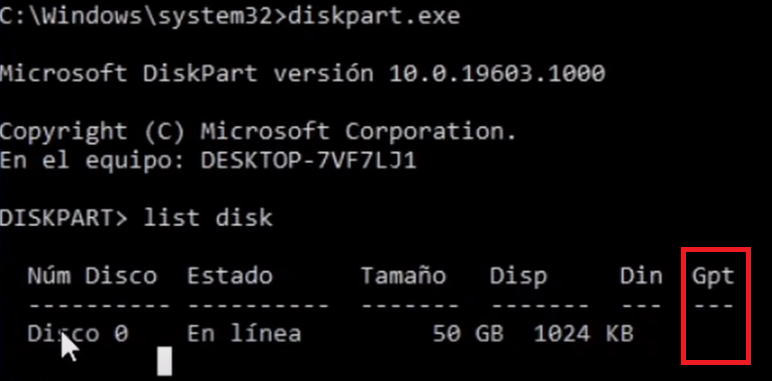 C:\Windows\system32>diskpart.exe
Microsoft DiskPart versión 10.0.19603.1000
Copyright (C) Microsoft Corporation.
En el equipo: DESKTOP-7VF7LJ1
DISKPART> list disk
Núm Disco  Estado      Tamaño   Disp     Din  Gpt
----------  ----------  -------  -------  ---  ---
Disco 0    En línea        50 GB  1024 KB